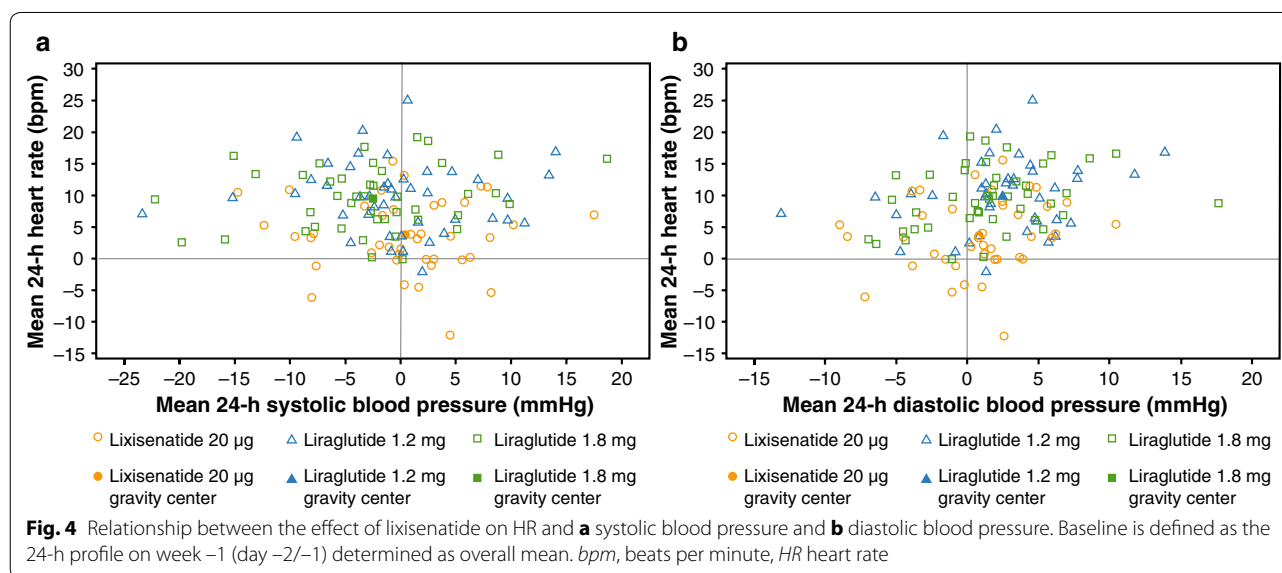 a
30
25
20
15
10
5
0
–5
–10
–15
Mean 24-h heart rate (bpm)
–25 –20 –15 –10 –5 0 5 10 15 20
Mean 24-h systolic blood pressure (mmHg)
Lixisenatide 20 µg Liraglutide 1.2 mg Liraglutide 1.8 mg
Lixisenatide 20 µg Liraglutide 1.2 mg Liraglutide 1.8 mg
gravity center gravity center gravity center
b
30
25
20
15
10
5
0
–5
–10
–15
Mean 24-h heart rate (bpm)
–15 –10 –5 0 5 10 15 20
Mean 24-h diastolic blood pressure (mmHg)
Lixisenatide 20 µg Liraglutide 1.2 mg Liraglutide 1.8 mg
Lixisenatide 20 µg Liraglutide 1.2 mg Liraglutide 1.8 mg
gravity center gravity center gravity center
Fig. 4 Relationship between the effect of lixisenatide on HR and a systolic blood pressure and b diastolic blood pressure. Baseline is defined as the
24-h profile on week –1 (day –2/–1) determined as overall mean. bpm, beats per minute, HR heart rate